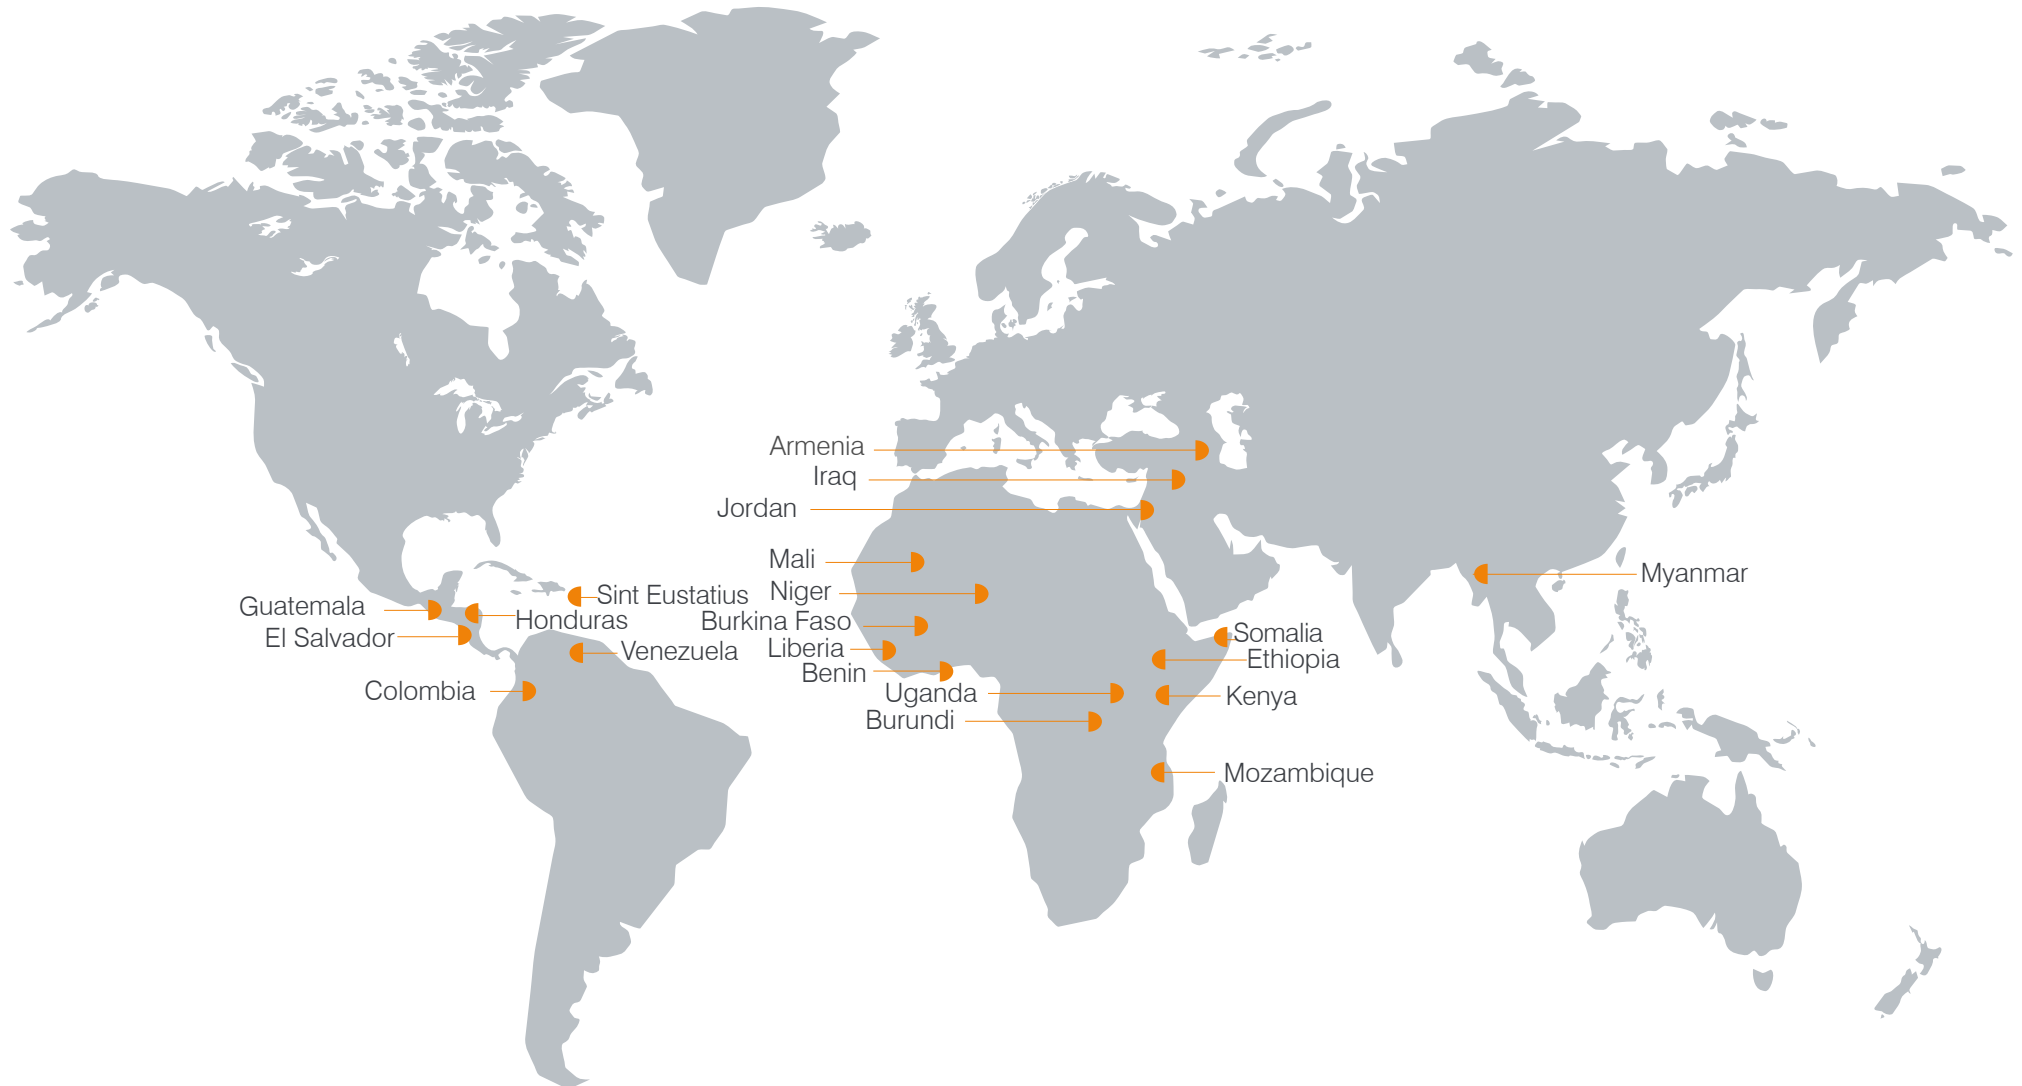 Armenia
Iraq
Jordan
Mali
Myanmar
Niger
Sint Eustatius
Guatemala
Honduras
Burkina Faso
El Salvador
Somalia
Liberia
Venezuela
Ethiopia
Benin
Colombia
Uganda
Kenya
Burundi
Mozambique